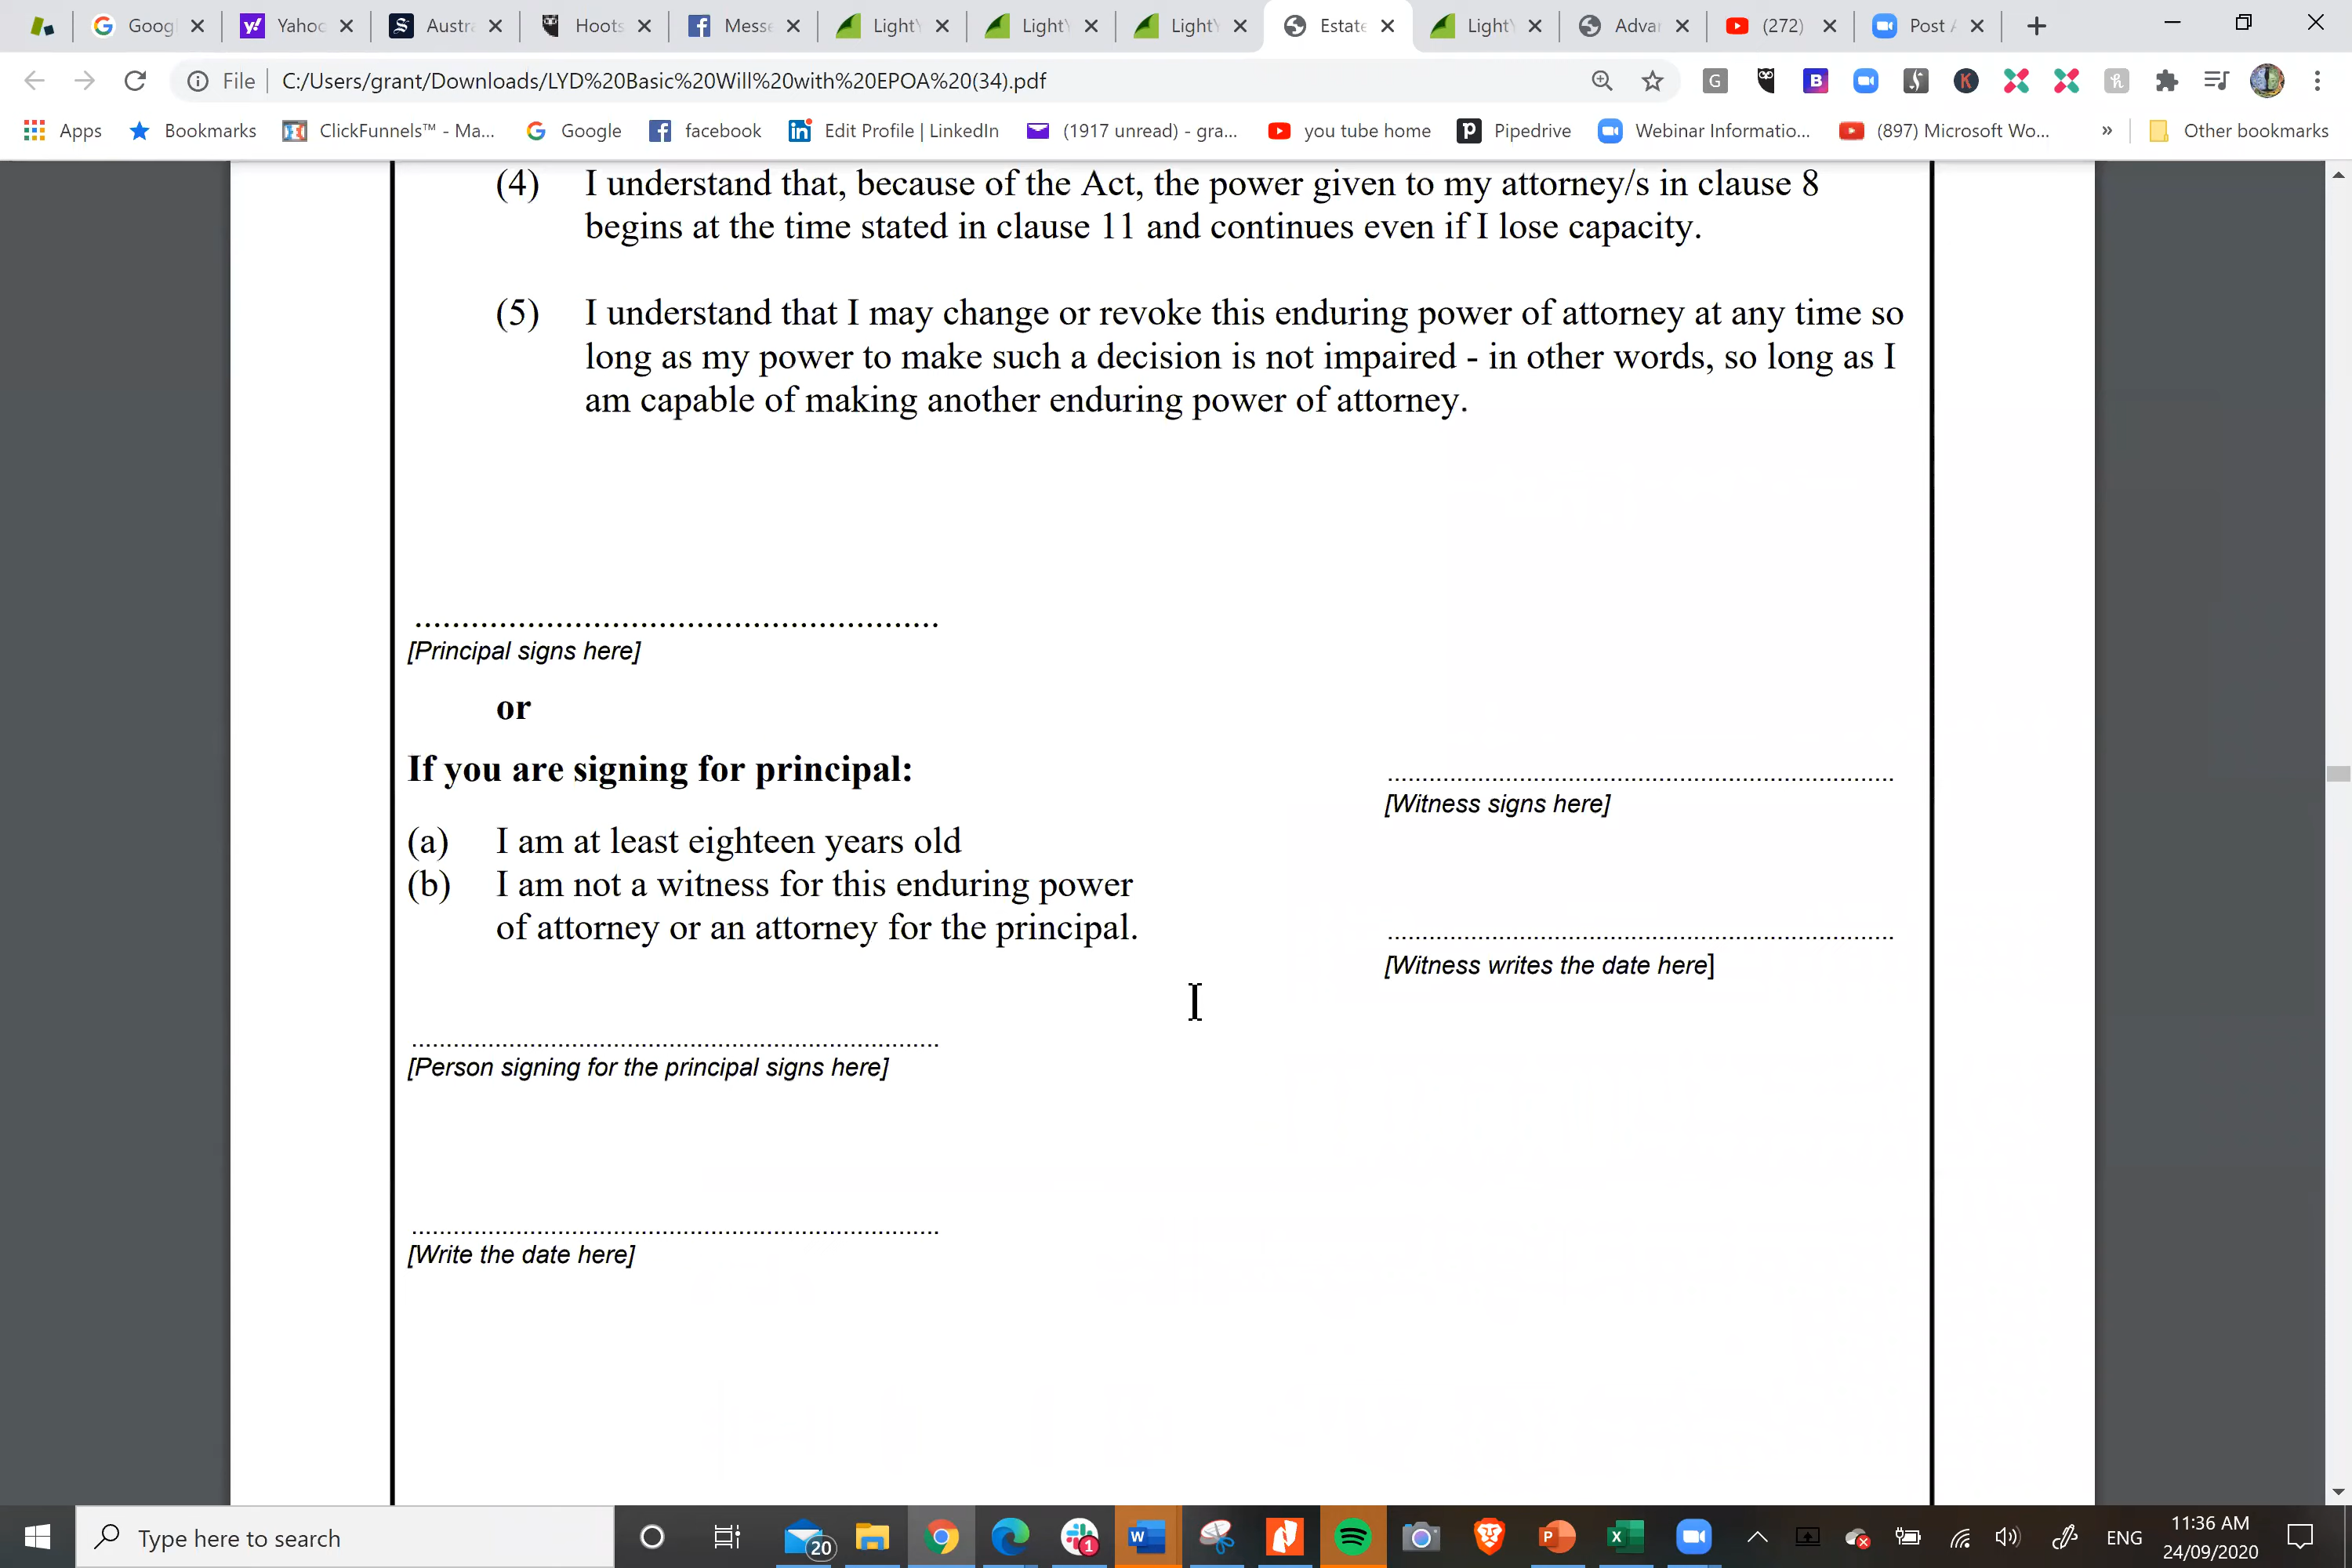 Goog
Yahoo
Austra
Hoots
Messe
LightY
LightY
LightY
Estate
LightY
Advan
(272)
Post A
File
C:/Users/grant/Downloads/LYD%20Basic%20Will%20with%20EPOA%20(34).pdf
Apps
Bookmarks
ClickFunnels™ - Ma...
Google
facebook
Edit Profile | LinkedIn
(1917 unread) - gra...
you tube home
Pipedrive
Webinar Informatio...
(897) Microsoft Wo...
»
Other bookmarks
(4) I understand that, because of the Act, the power given to my attorney/s in clause 8
begins at the time stated in clause 11 and continues even if I lose capacity.
(5) I understand that I may change or revoke this enduring power of attorney at any time so
long as my power to make such a decision is not impaired - in other words, so long as I
am capable of making another enduring power of attorney.
[Principal signs here]
or
If you are signing for principal:
(a) I am at least eighteen years old
(b) I am not a witness for this enduring power
of attorney or an attorney for the principal.
[Person signing for the principal signs here]
[Write the date here]
[Witness signs here]
[Witness writes the date here]
Type here to search
20
1
ENG
11:36 AM
24/09/2020